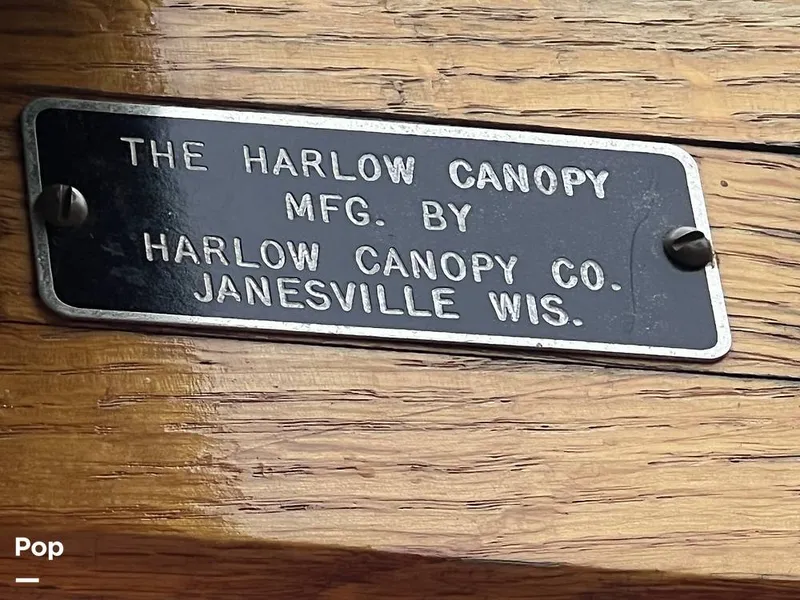 THE HARLOW CANOPY
MFG. BY
HARLOW CANOPY CO.
JANESVILLE WIS.
Pop